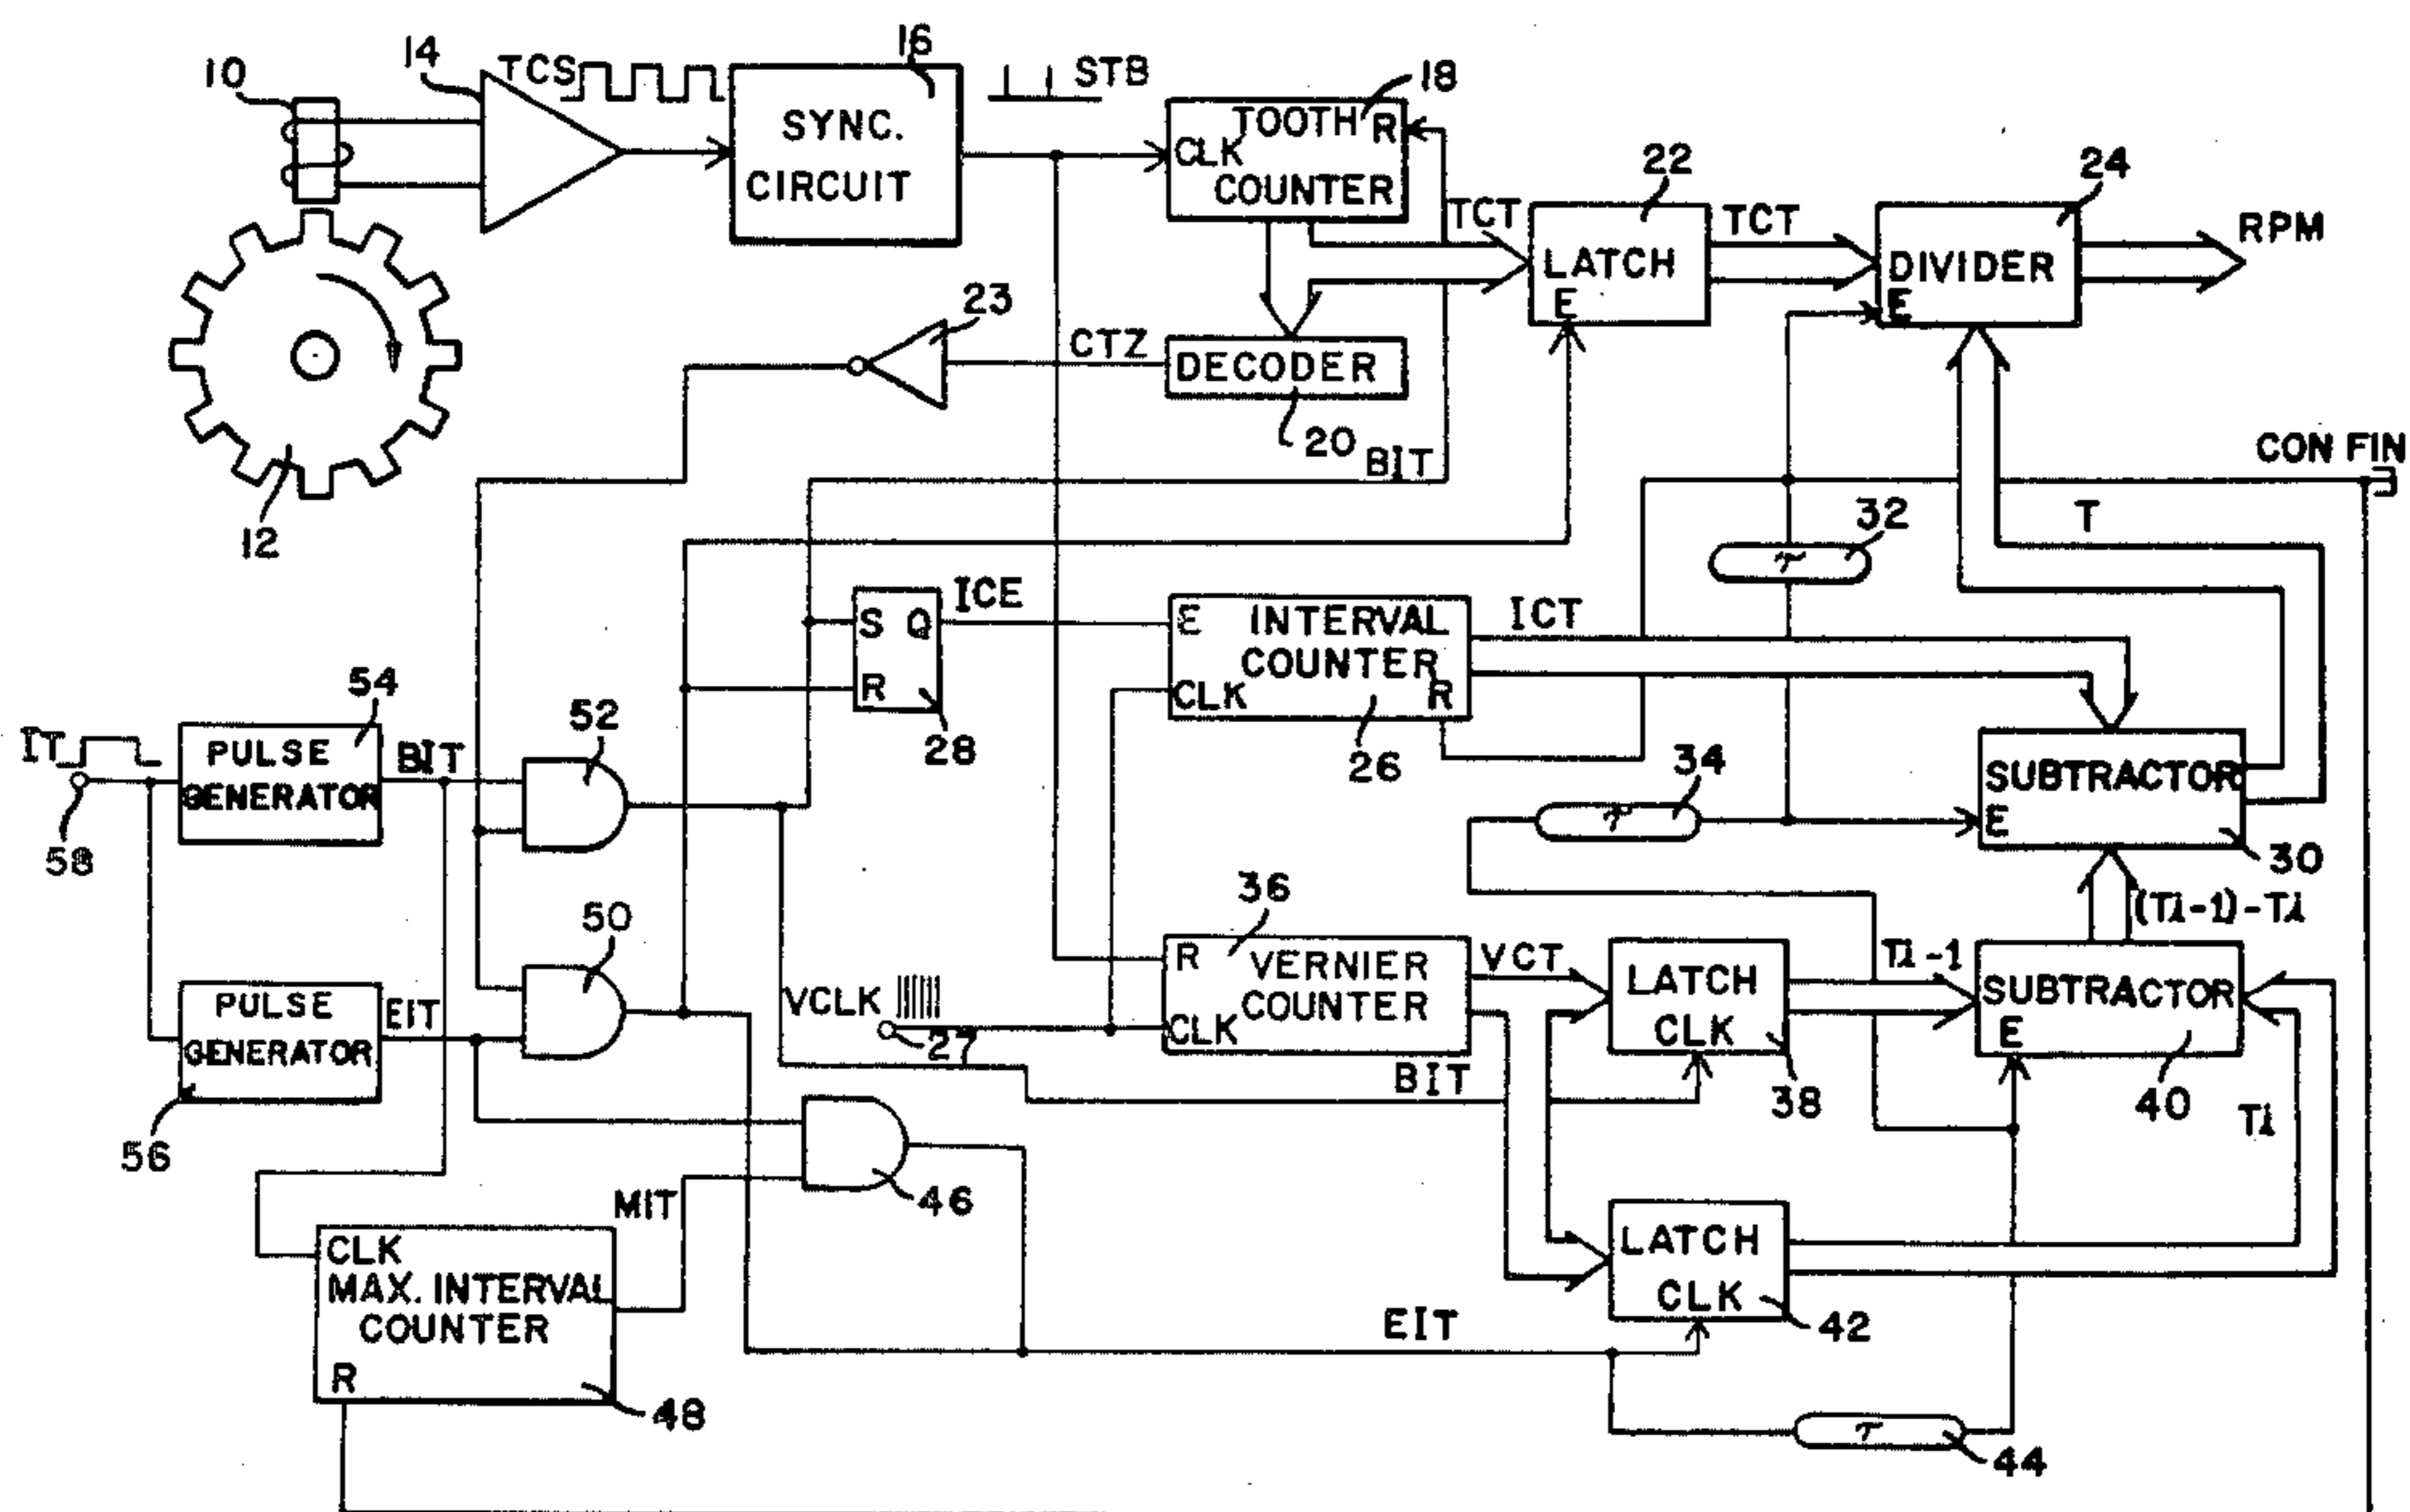 10
14
TCS
16
SYNC.
CIRCUIT
STB
18
TOOTH R
CLK
COUNTER
TCT
22
LATCH
E
TCT
24
DIVIDER
E
RPM
12
23
CTZ
DECODER
20
BIT
CON FIN
T
32
τ
S Q
R
28
ICE
E INTERVAL
COUNTER
CLK R
26
ICT
34
τ
SUBTRACTOR
E
30
IT
58
54
PULSE
GENERATOR
BIT
52
50
PULSE
GENERATOR
56
EIT
VCLK
27
36
R VERNIER
COUNTER
CLK
VCT
BIT
LATCH
CLK
38
Ti-1
(Ti-1)-Ti
SUBTRACTOR
E
40
Ti
46
MIT
CLK
MAX. INTERVAL
COUNTER
R
48
EIT
LATCH
CLK
42
τ
44